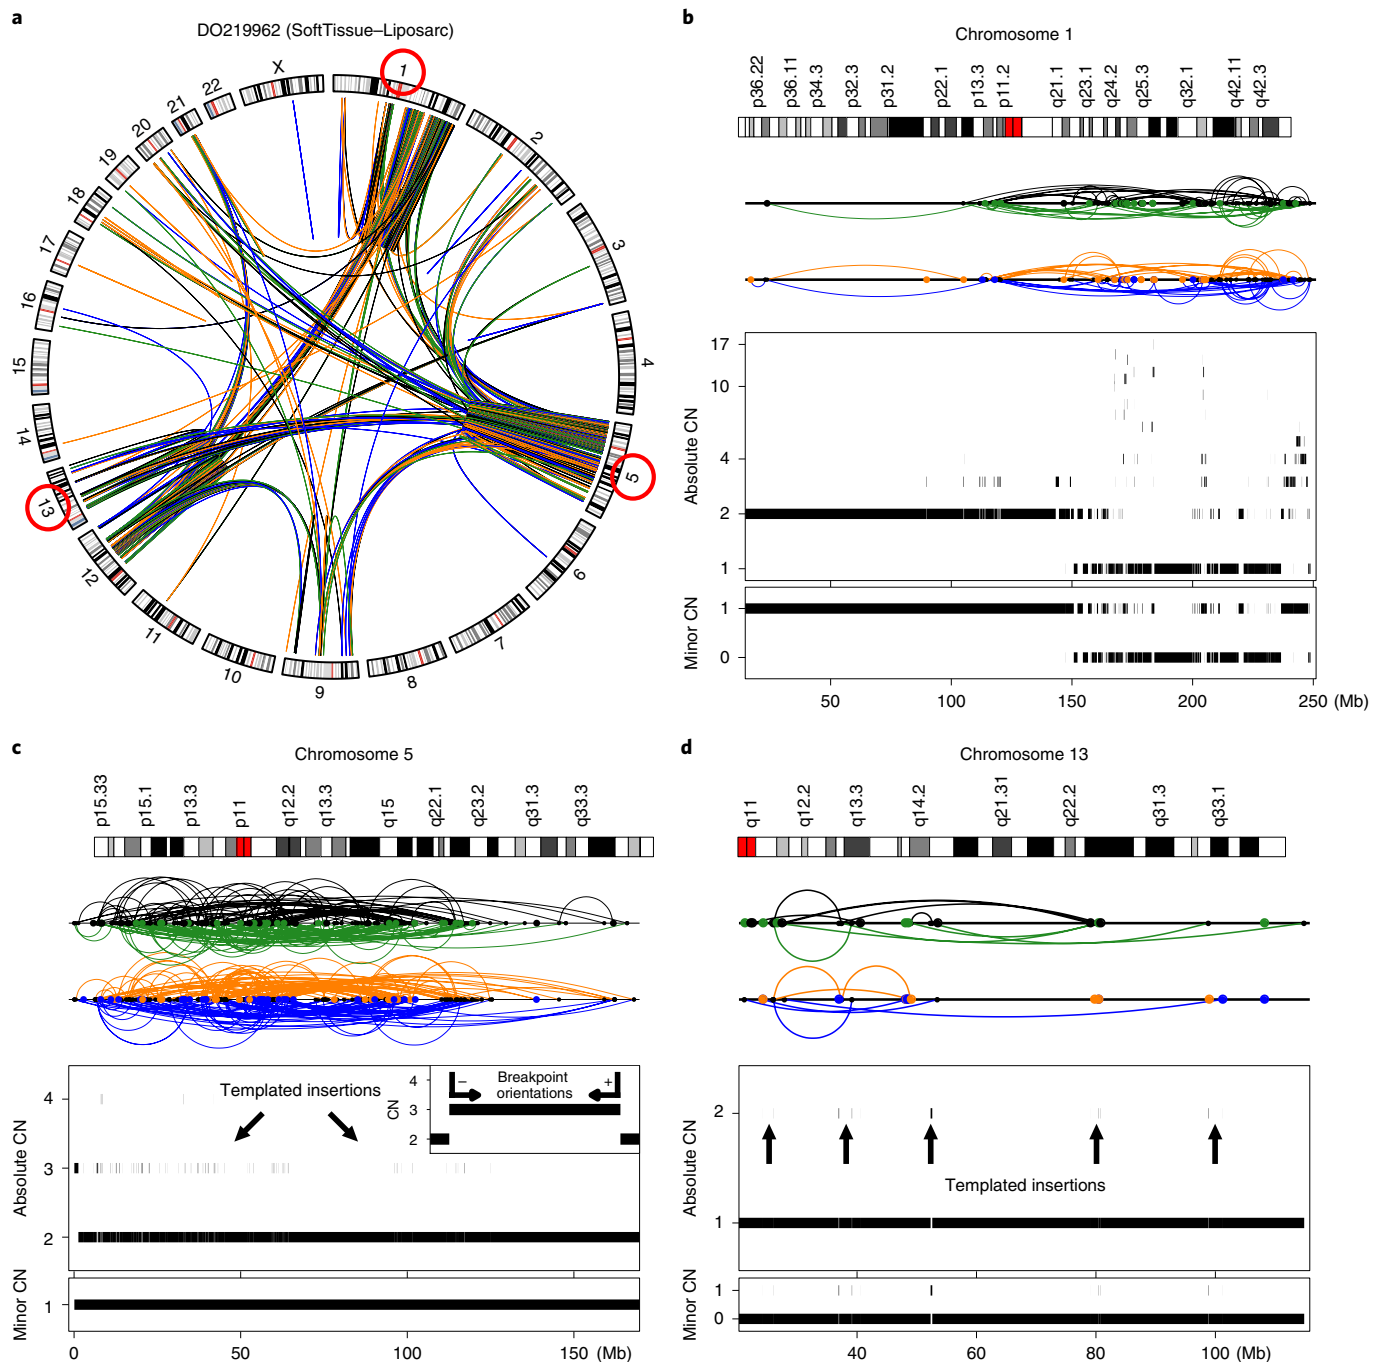 a
DO219962 (SoftTissue–Liposarc)
1
2
3
4
5
6
7
8
9
10
11
12
13
14
15
16
17
18
19
20
21
22
X
b
Chromosome 1
p36.22
p36.11
p34.3
p32.3
p31.2
p22.1
p13.3
p11.2
q21.1
q23.1
q24.2
q25.3
q32.1
q42.11
q42.3
Absolute CN
17
10
4
2
1
Minor CN
1
0
50 100 150 200 250 (Mb)
c
Chromosome 5
p15.33
p15.1
p13.3
p11
q12.2
q13.3
q15
q22.1
q23.2
q31.3
q33.3
Absolute CN
4
3
2
Templated insertions
CN
4
3
2
– Breakpoint +
orientations
Minor CN
1
0 50 100 150 (Mb)
d
Chromosome 13
q11
q12.2
q13.3
q14.2
q21.31
q22.2
q31.3
q33.1
Absolute CN
2
1
Templated insertions
Minor CN
1
0
40 60 80 100 (Mb)